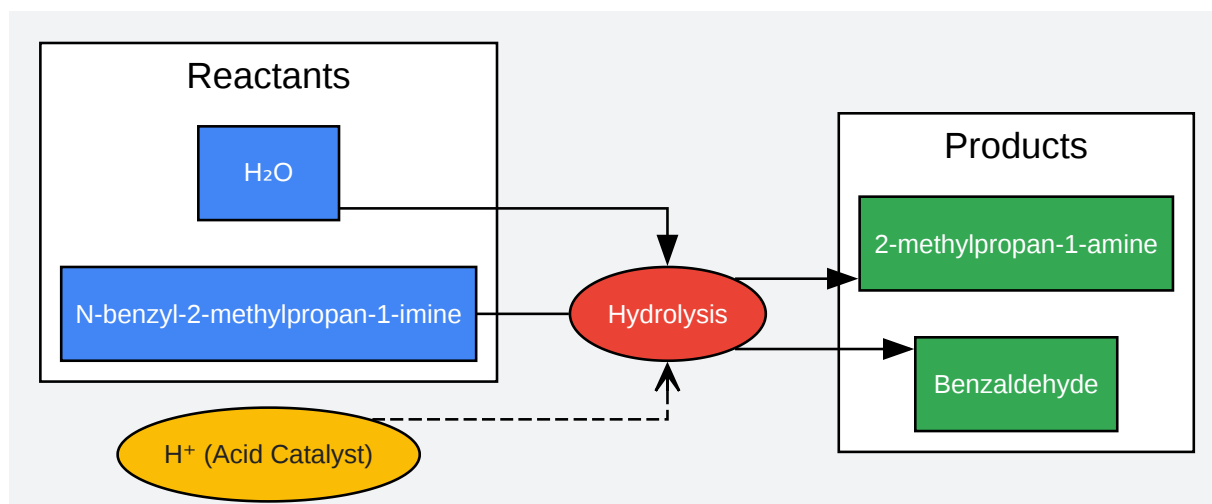 Reactants
H₂O
N-benzyl-2-methylpropan-1-imine
H⁺ (Acid Catalyst)
Hydrolysis
Products
2-methylpropan-1-amine
Benzaldehyde